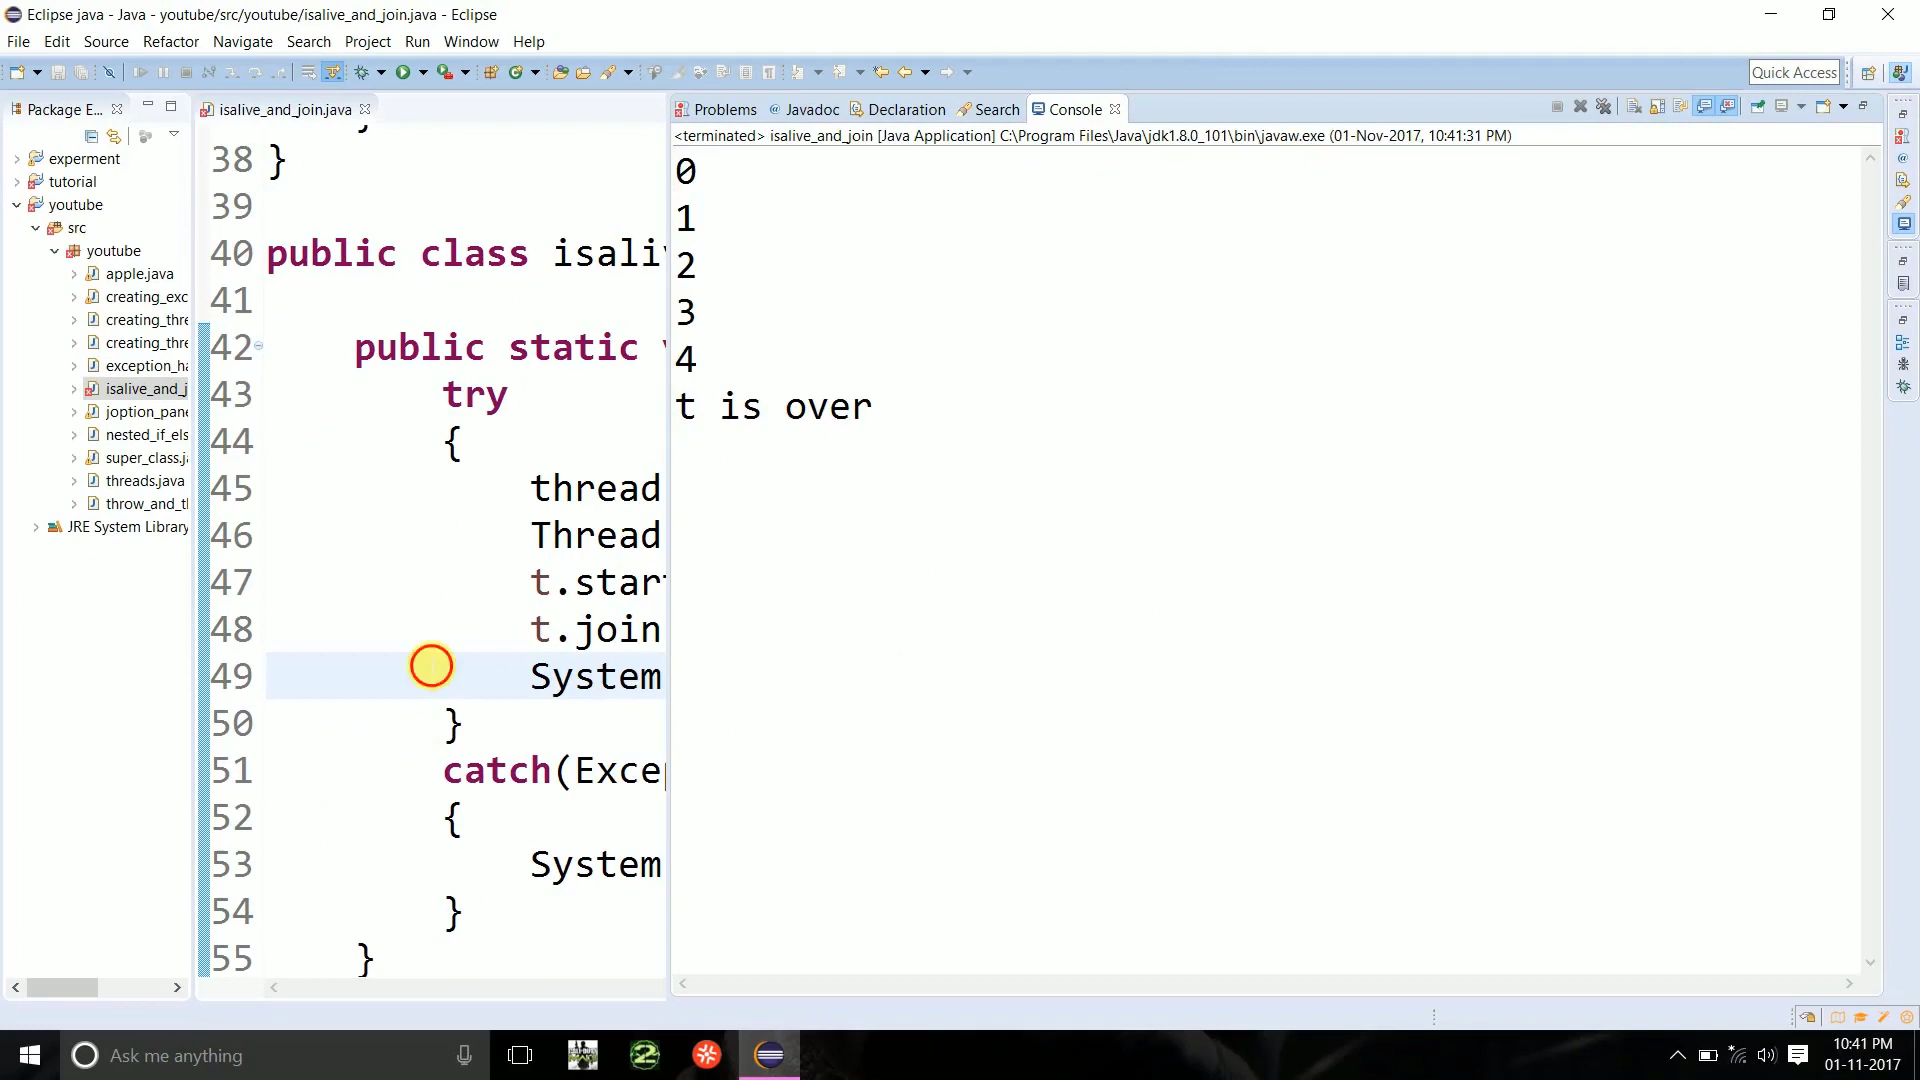 Eclipse java - Java - youtube/src/youtube/isalive_and_join.java - Eclipse
File Edit Source Refactor Navigate Search Project Run Window Help
Quick Access
Package E...
experment
tutorial
youtube
src
youtube
apple.java
creating_exc
creating_thre
creating_thre
exception_ha
isalive_and_j
joption_pane
nested_if_els
super_class.ja
threads.java
throw_and_th
JRE System Library
isalive_and_join.java
38 }
39
40 public class isaliv
41
42 public static v
43 try
44 {
45 thread
46 Thread
47 t.start
48 t.join
49 System
50 }
51 catch(Excep
52 {
53 System
54 }
55 }
Problems @ Javadoc Declaration Search Console
<terminated> isalive_and_join [Java Application] C:\Program Files\Java\jdk1.8.0_101\bin\javaw.exe (01-Nov-2017, 10:41:31 PM)
0
1
2
3
4
t is over
Ask me anything
10:41 PM
01-11-2017